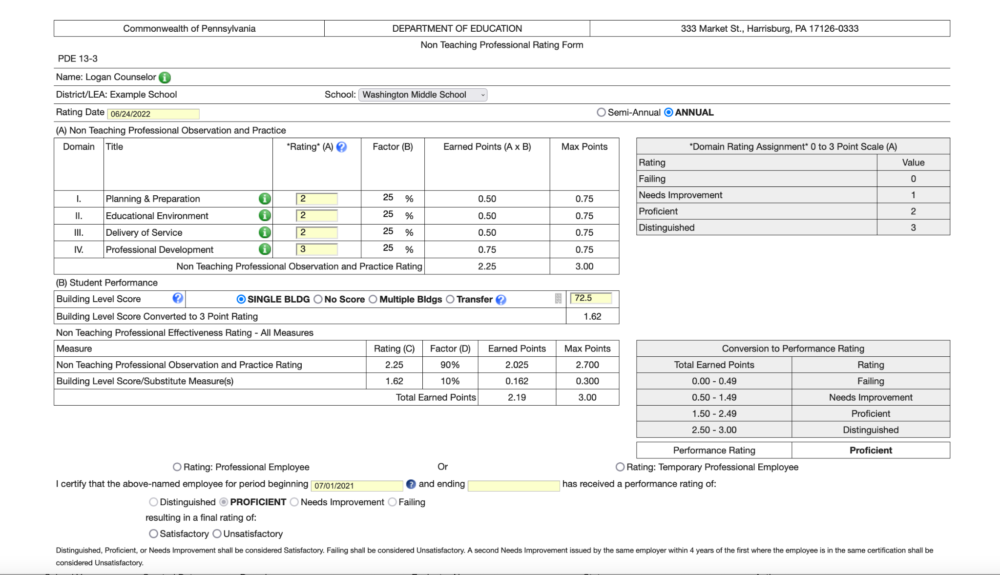 Commonwealth of Pennsylvania DEPARTMENT OF EDUCATION 333 Market St., Harrisburg, PA 17126-0333
Non Teaching Professional Rating Form
PDE 13-3
Name: Logan Counselor
District/LEA: Example School School: Washington Middle School
Rating Date 06/24/2022 Semi-Annual ANNUAL
(A) Non Teaching Professional Observation and Practice
Domain Title *Rating* (A) Factor (B) Earned Points (A x B) Max Points
I. Planning & Preparation 2 25 % 0.50 0.75
II. Educational Environment 2 25 % 0.50 0.75
III. Delivery of Service 2 25 % 0.50 0.75
IV. Professional Development 3 25 % 0.75 0.75
Non Teaching Professional Observation and Practice Rating 2.25 3.00
*Domain Rating Assignment* 0 to 3 Point Scale (A)
Rating Value
Failing 0
Needs Improvement 1
Proficient 2
Distinguished 3
(B) Student Performance
Building Level Score SINGLE BLDG No Score Multiple Bldgs Transfer 72.5
Building Level Score Converted to 3 Point Rating 1.62
Non Teaching Professional Effectiveness Rating - All Measures
Measure Rating (C) Factor (D) Earned Points Max Points
Non Teaching Professional Observation and Practice Rating 2.25 90% 2.025 2.700
Building Level Score/Substitute Measure(s) 1.62 10% 0.162 0.300
Total Earned Points 2.19 3.00
Conversion to Performance Rating
Total Earned Points Rating
0.00 - 0.49 Failing
0.50 - 1.49 Needs Improvement
1.50 - 2.49 Proficient
2.50 - 3.00 Distinguished
Performance Rating Proficient
Rating: Professional Employee Or Rating: Temporary Professional Employee
I certify that the above-named employee for period beginning 07/01/2021 and ending has received a performance rating of:
Distinguished PROFICIENT Needs Improvement Failing
resulting in a final rating of:
Satisfactory Unsatisfactory
Distinguished, Proficient, or Needs Improvement shall be considered Satisfactory. Failing shall be considered Unsatisfactory. A second Needs Improvement issued by the same employer within 4 years of the first where the employee is in the same certification shall be
considered Unsatisfactory.